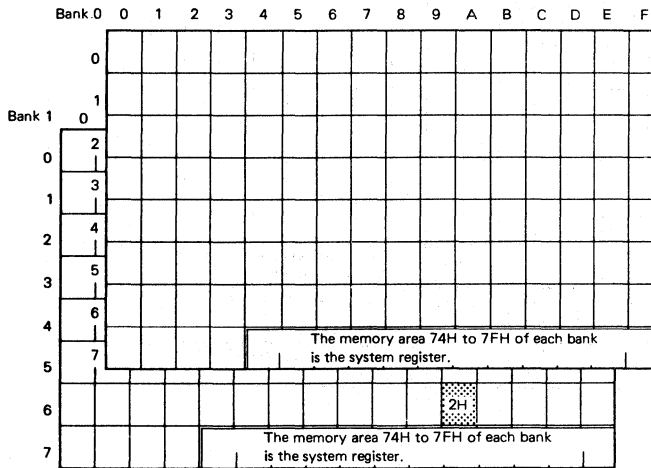 Bank 0 0 1 2 3 4 5 6 7 8 9 A B C D E F
0
1
Bank 1 0
2
0
3
1
4
2
5
3
6
4
The memory area 74H to 7FH of each bank
is the system register.
7
5
6 2H
The memory area 74H to 7FH of each bank
is the system register.
7